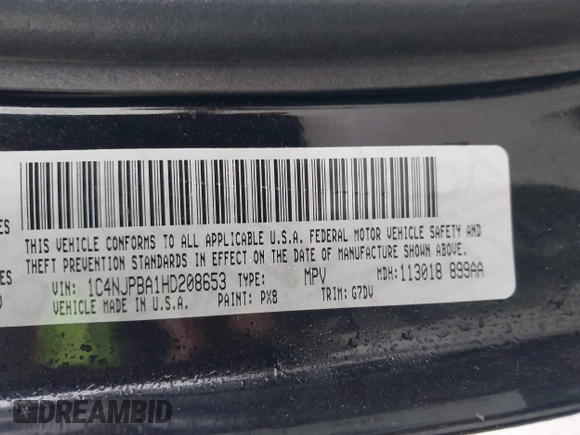 ES
THIS VEHICLE CONFORMS TO ALL APPLICABLE U.S.A. FEDERAL MOTOR VEHICLE SAFETY AND
THEFT PREVENTION STANDARDS IN EFFECT ON THE DATE OF MANUFACTURE SHOWN ABOVE.
ES
VIN: 1C4NJPBA1HD208653 TYPE: MPV MDH: 113018 899AA
VEHICLE MADE IN U.S.A. PAINT: PX8 TRIM: G7DV
DREAMBID